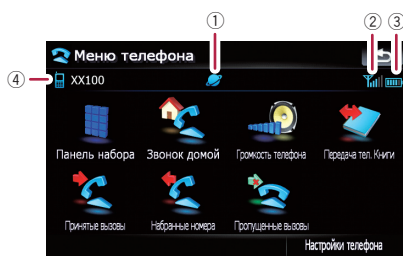 ① ② ③
Меню телефона
④ XX100
Панель набора Звонок домой Громкость телефона Передача тел. Книги
Принятые вызовы Набранные номера Пропущенные вызовы
Настройки телефона